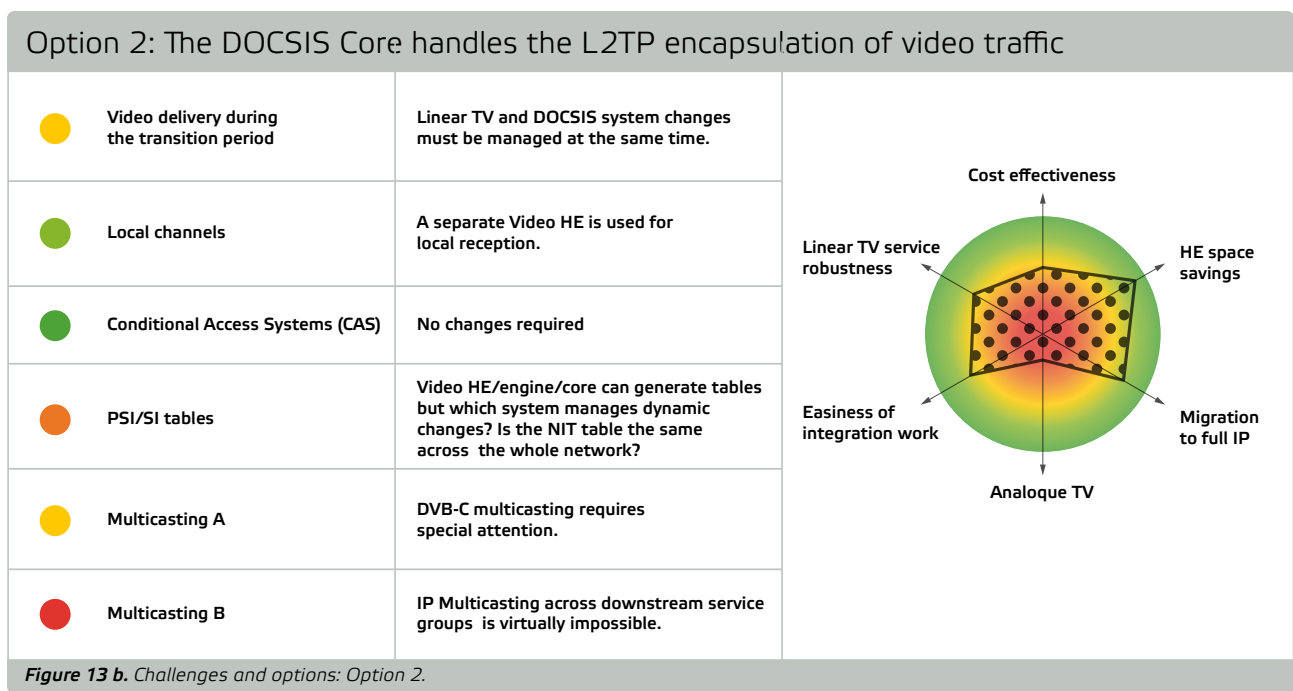 Option 2: The DOCSIS Core handles the L2TP encapsulation of video traffic
Video delivery during
the transition period
Linear TV and DOCSIS system changes
must be managed at the same time.
Local channels
A separate Video HE is used for
local reception.
Conditional Access Systems (CAS)
No changes required
PSI/SI tables
Video HE/engine/core can generate tables
but which system manages dynamic
changes? Is the NIT table the same
across the whole network?
Multicasting A
DVB-C multicasting requires
special attention.
Multicasting B
IP Multicasting across downstream service
groups is virtually impossible.
Cost effectiveness
Linear TV service
robustness
HE space
savings
Easiness of
integration work
Migration
to full IP
Analoque TV
Figure 13 b. Challenges and options: Option 2.